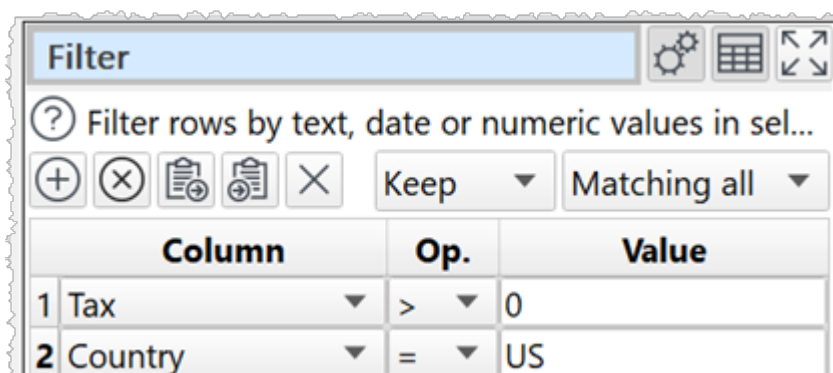 Filter
? Filter rows by text, date or numeric values in sel...
Keep Matching all
Column Op. Value
1 Tax > 0
2 Country = US